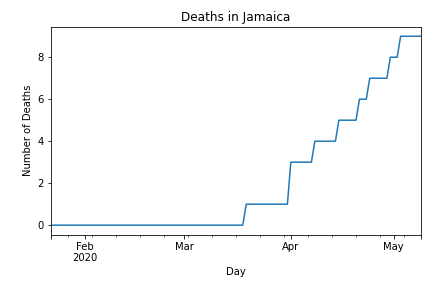 Deaths in Jamaica
Number of Deaths
8
6
4
2
0
Feb
2020
Mar
Apr
May
Day